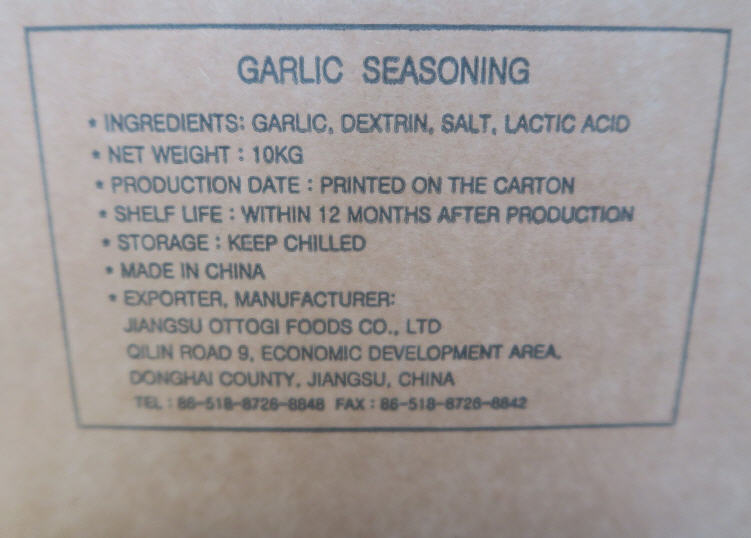 GARLIC SEASONING
* INGREDIENTS: GARLIC, DEXTRIN, SALT, LACTIC ACID
* NET WEIGHT : 10KG
* PRODUCTION DATE : PRINTED ON THE CARTON
* SHELF LIFE : WITHIN 12 MONTHS AFTER PRODUCTION
* STORAGE : KEEP CHILLED
* MADE IN CHINA
* EXPORTER, MANUFACTURER:
JIANGSU OTTOGI FOODS CO., LTD
QILIN ROAD 9, ECONOMIC DEVELOPMENT AREA.
DONGHAI COUNTY, JIANGSU, CHINA
TEL : 86-518-8726-8848 FAX : 86-518-8726-8842